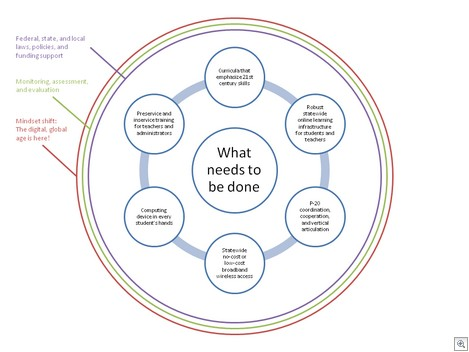 Federal, state, and local
laws, policies, and
funding support
Monitoring, assessment,
and evaluation
Mindset shift:
The digital, global
age is here!
Curricula that
emphasize 21st
century skills
Preservice and
inservice training
for teachers and
administrators
Robust
statewide
online learning
infrastructure
for students and
teachers
What
needs to
be done
Computing
device in every
student's hands
P-20
coordination,
cooperation,
and vertical
articulation
Statewide
no-cost or
low-cost
broadband
wireless access